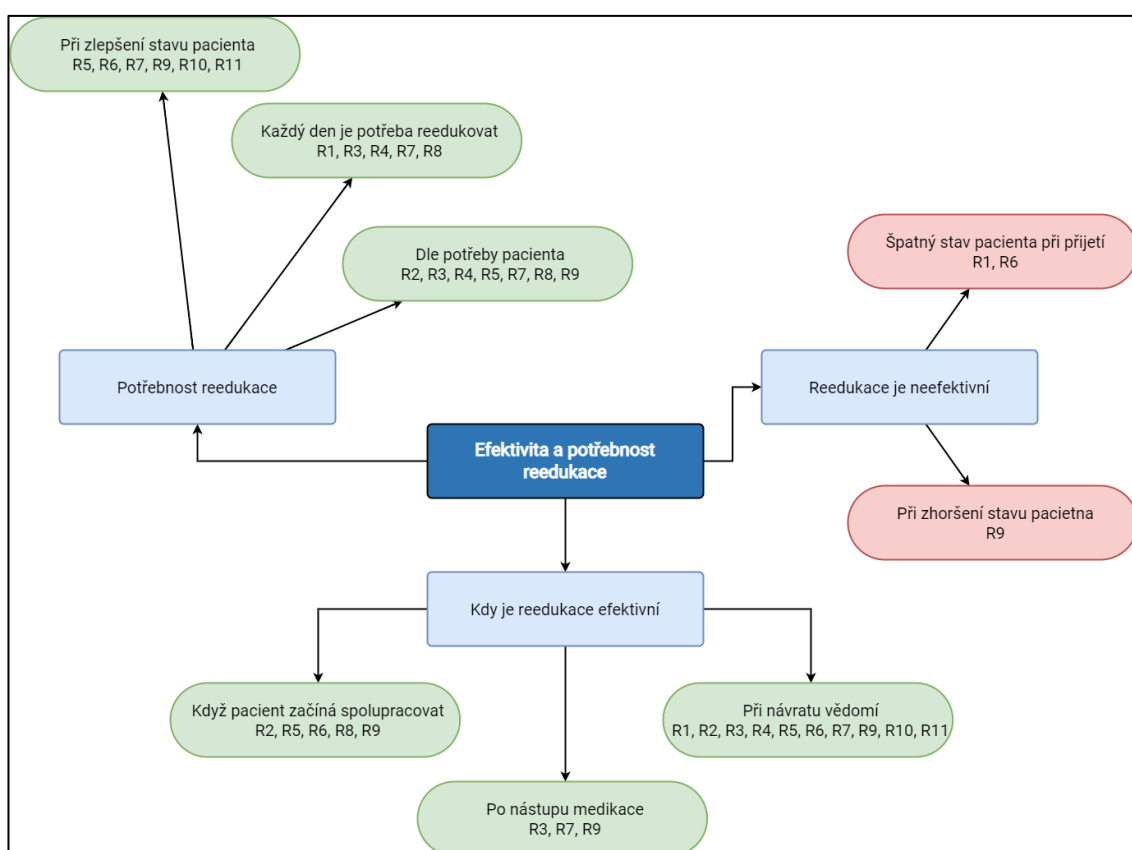 Při zlepšení stavu pacienta
R5, R6, R7, R9, R10, R11
Každý den je potřeba reedukovat
R1, R3, R4, R7, R8
Dle potřeby pacienta
R2, R3, R4, R5, R7, R8, R9
Špatný stav pacienta při přijetí
R1, R6
Potřebnost reedukace
Reedukace je neefektivní
Efektivita a potřebnost
reedukace
Při zhoršení stavu pacietna
R9
Kdy je reedukace efektivní
Když pacient začíná spolupracovat
R2, R5, R6, R8, R9
Při návratu vědomí
R1, R2, R3, R4, R5, R6, R7, R9, R10, R11
Po nástupu medikace
R3, R7, R9